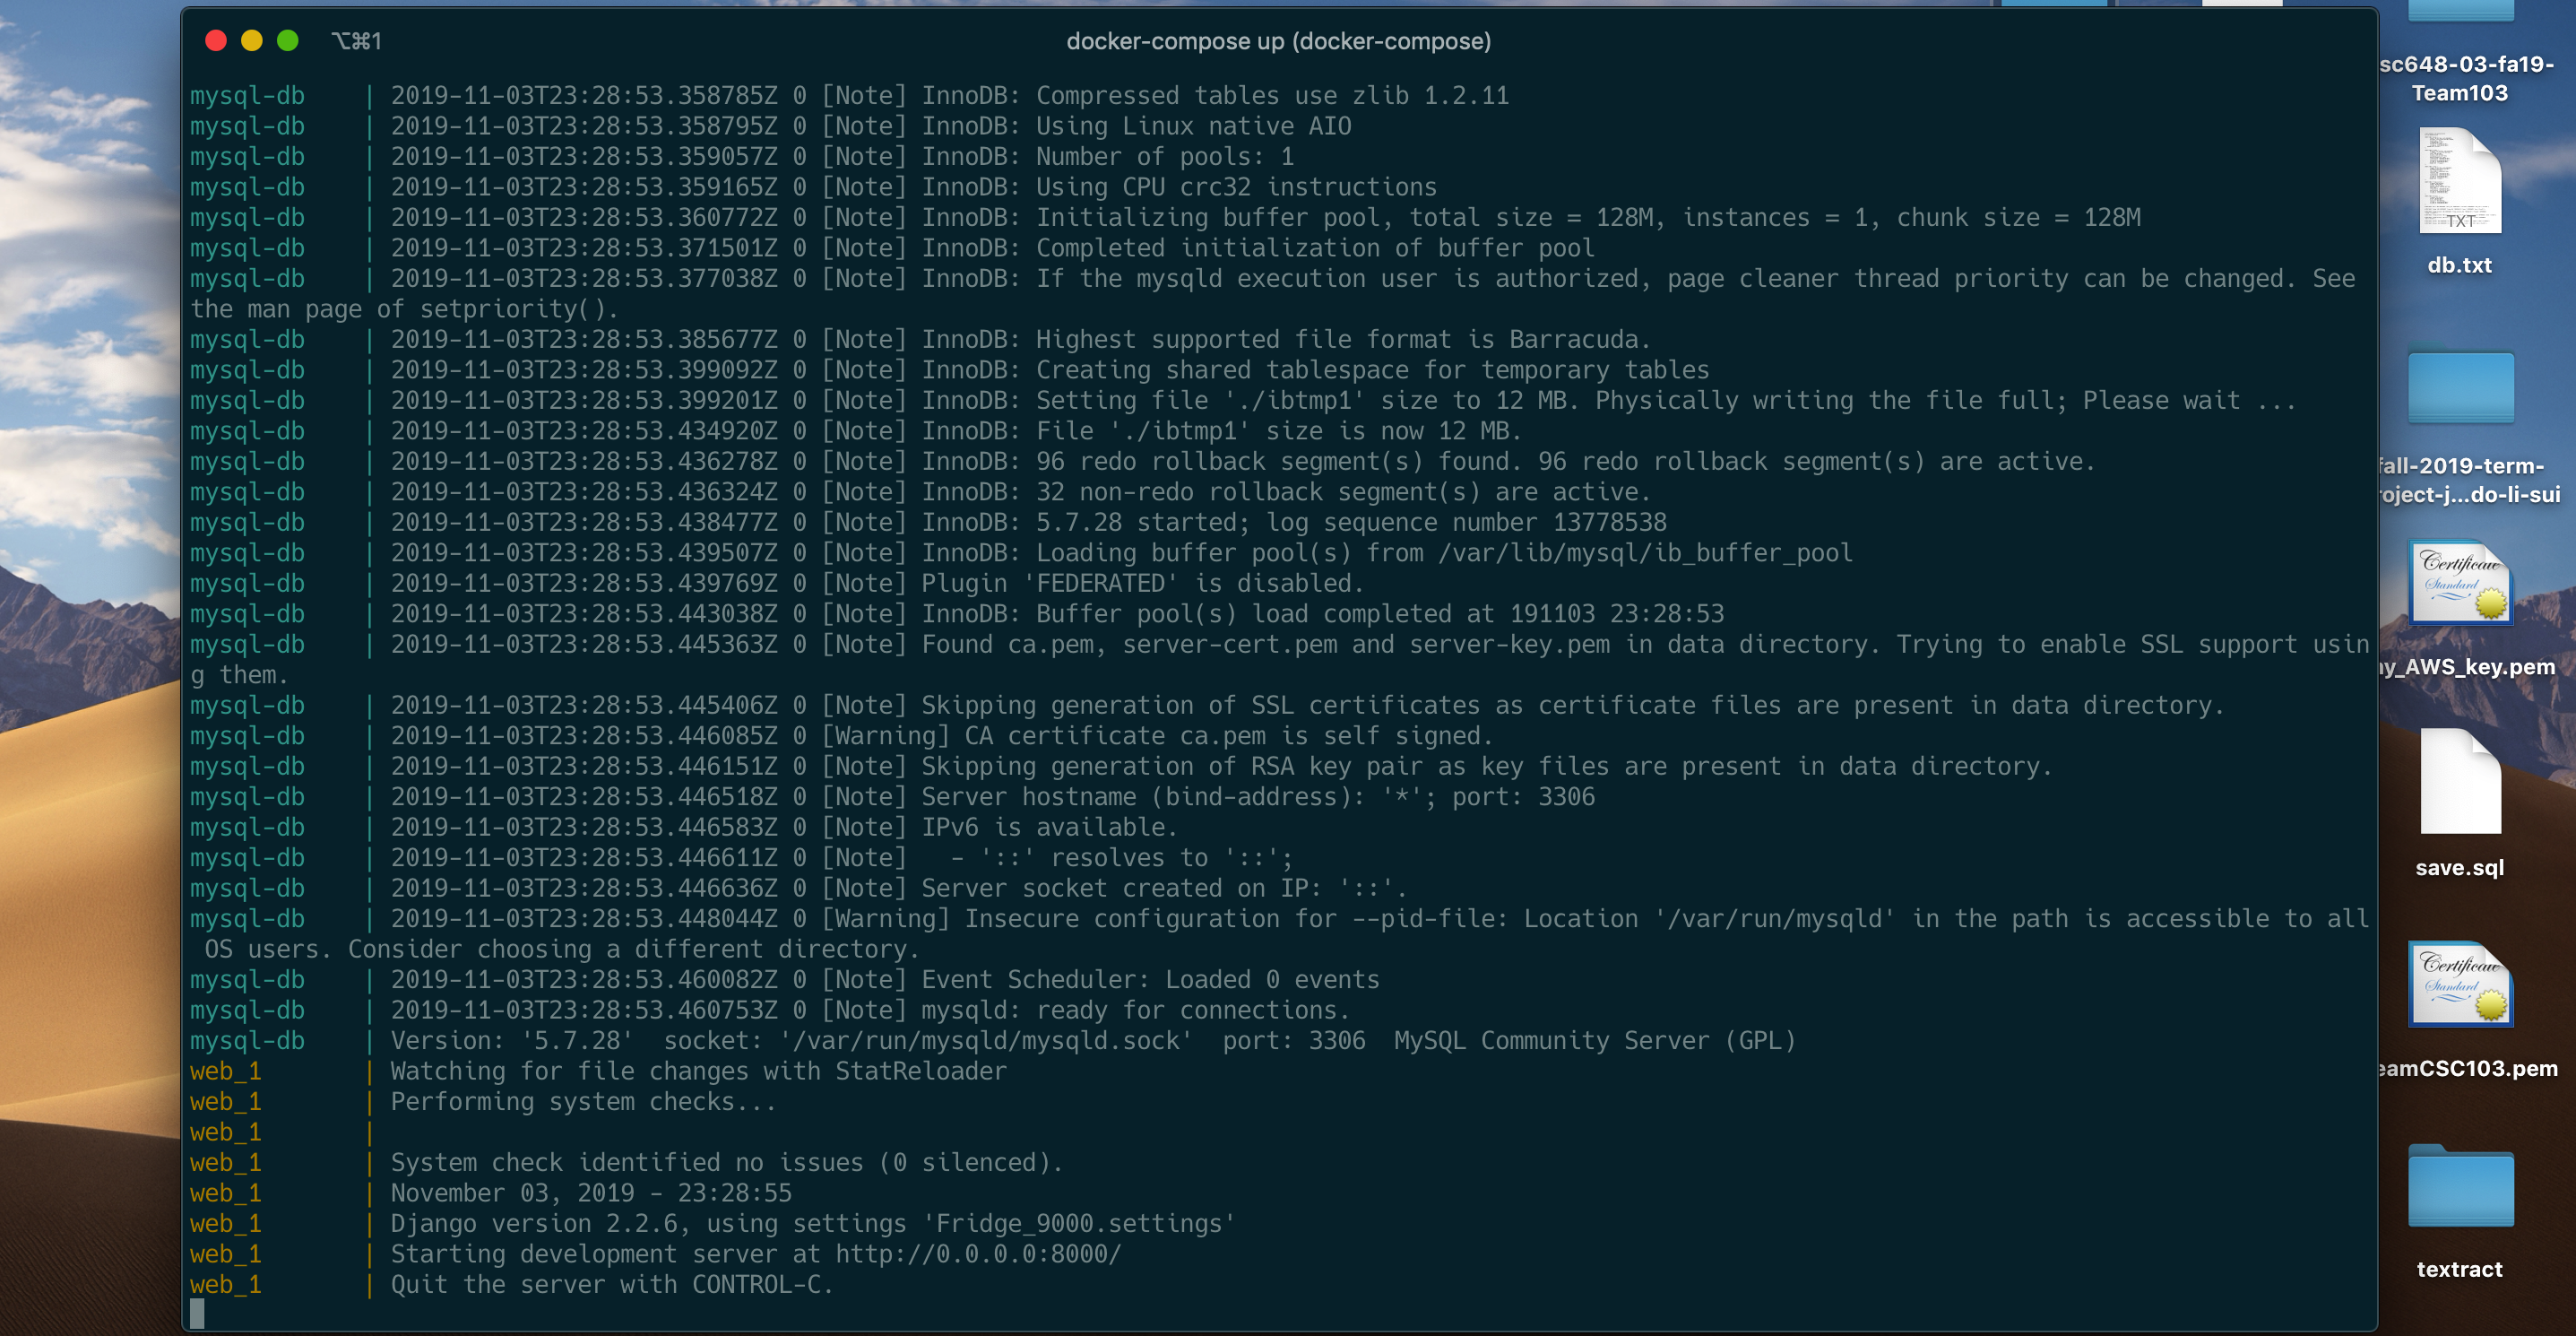 ⌥⌘1
docker-compose up (docker-compose)
mysql-db | 2019-11-03T23:28:53.358785Z 0 [Note] InnoDB: Compressed tables use zlib 1.2.11
mysql-db | 2019-11-03T23:28:53.358795Z 0 [Note] InnoDB: Using Linux native AIO
mysql-db | 2019-11-03T23:28:53.359057Z 0 [Note] InnoDB: Number of pools: 1
mysql-db | 2019-11-03T23:28:53.359165Z 0 [Note] InnoDB: Using CPU crc32 instructions
mysql-db | 2019-11-03T23:28:53.360772Z 0 [Note] InnoDB: Initializing buffer pool, total size = 128M, instances = 1, chunk size = 128M
mysql-db | 2019-11-03T23:28:53.371501Z 0 [Note] InnoDB: Completed initialization of buffer pool
mysql-db | 2019-11-03T23:28:53.377038Z 0 [Note] InnoDB: If the mysqld execution user is authorized, page cleaner thread priority can be changed. See
the man page of setpriority().
mysql-db | 2019-11-03T23:28:53.385677Z 0 [Note] InnoDB: Highest supported file format is Barracuda.
mysql-db | 2019-11-03T23:28:53.399092Z 0 [Note] InnoDB: Creating shared tablespace for temporary tables
mysql-db | 2019-11-03T23:28:53.399201Z 0 [Note] InnoDB: Setting file './ibtmp1' size to 12 MB. Physically writing the file full; Please wait ...
mysql-db | 2019-11-03T23:28:53.434920Z 0 [Note] InnoDB: File './ibtmp1' size is now 12 MB.
mysql-db | 2019-11-03T23:28:53.436278Z 0 [Note] InnoDB: 96 redo rollback segment(s) found. 96 redo rollback segment(s) are active.
mysql-db | 2019-11-03T23:28:53.436324Z 0 [Note] InnoDB: 32 non-redo rollback segment(s) are active.
mysql-db | 2019-11-03T23:28:53.438477Z 0 [Note] InnoDB: 5.7.28 started; log sequence number 13778538
mysql-db | 2019-11-03T23:28:53.439507Z 0 [Note] InnoDB: Loading buffer pool(s) from /var/lib/mysql/ib_buffer_pool
mysql-db | 2019-11-03T23:28:53.439769Z 0 [Note] Plugin 'FEDERATED' is disabled.
mysql-db | 2019-11-03T23:28:53.443038Z 0 [Note] InnoDB: Buffer pool(s) load completed at 191103 23:28:53
mysql-db | 2019-11-03T23:28:53.445363Z 0 [Note] Found ca.pem, server-cert.pem and server-key.pem in data directory. Trying to enable SSL support usin
g them.
mysql-db | 2019-11-03T23:28:53.445406Z 0 [Note] Skipping generation of SSL certificates as certificate files are present in data directory.
mysql-db | 2019-11-03T23:28:53.446085Z 0 [Warning] CA certificate ca.pem is self signed.
mysql-db | 2019-11-03T23:28:53.446151Z 0 [Note] Skipping generation of RSA key pair as key files are present in data directory.
mysql-db | 2019-11-03T23:28:53.446518Z 0 [Note] Server hostname (bind-address): '*'; port: 3306
mysql-db | 2019-11-03T23:28:53.446583Z 0 [Note] IPv6 is available.
mysql-db | 2019-11-03T23:28:53.446611Z 0 [Note]   - '::' resolves to '::';
mysql-db | 2019-11-03T23:28:53.446636Z 0 [Note] Server socket created on IP: '::'.
mysql-db | 2019-11-03T23:28:53.448044Z 0 [Warning] Insecure configuration for --pid-file: Location '/var/run/mysqld' in the path is accessible to all
OS users. Consider choosing a different directory.
mysql-db | 2019-11-03T23:28:53.460082Z 0 [Note] Event Scheduler: Loaded 0 events
mysql-db | 2019-11-03T23:28:53.460753Z 0 [Note] mysqld: ready for connections.
mysql-db | Version: '5.7.28'  socket: '/var/run/mysqld/mysqld.sock'  port: 3306  MySQL Community Server (GPL)
web_1 | Watching for file changes with StatReloader
web_1 | Performing system checks...
web_1 |
web_1 | System check identified no issues (0 silenced).
web_1 | November 03, 2019 - 23:28:55
web_1 | Django version 2.2.6, using settings 'Fridge_9000.settings'
web_1 | Starting development server at http://0.0.0.0:8000/
web_1 | Quit the server with CONTROL-C.
sc648-03-fa19-
Team103
TXT
db.txt
fall-2019-term-
roject-j...do-li-sui
Certificate
Standard
y_AWS_key.pem
save.sql
Certificate
Standard
eamCSC103.pem
textract